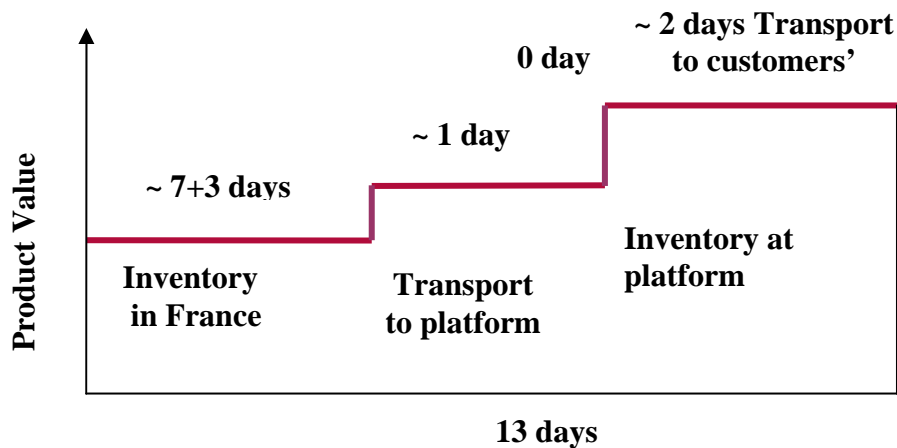 ~ 2 days Transport
to customers’
0 day
~ 1 day
~ 7+3 days
Product Value
Inventory
in France
Transport
to platform
Inventory at
platform
13 days